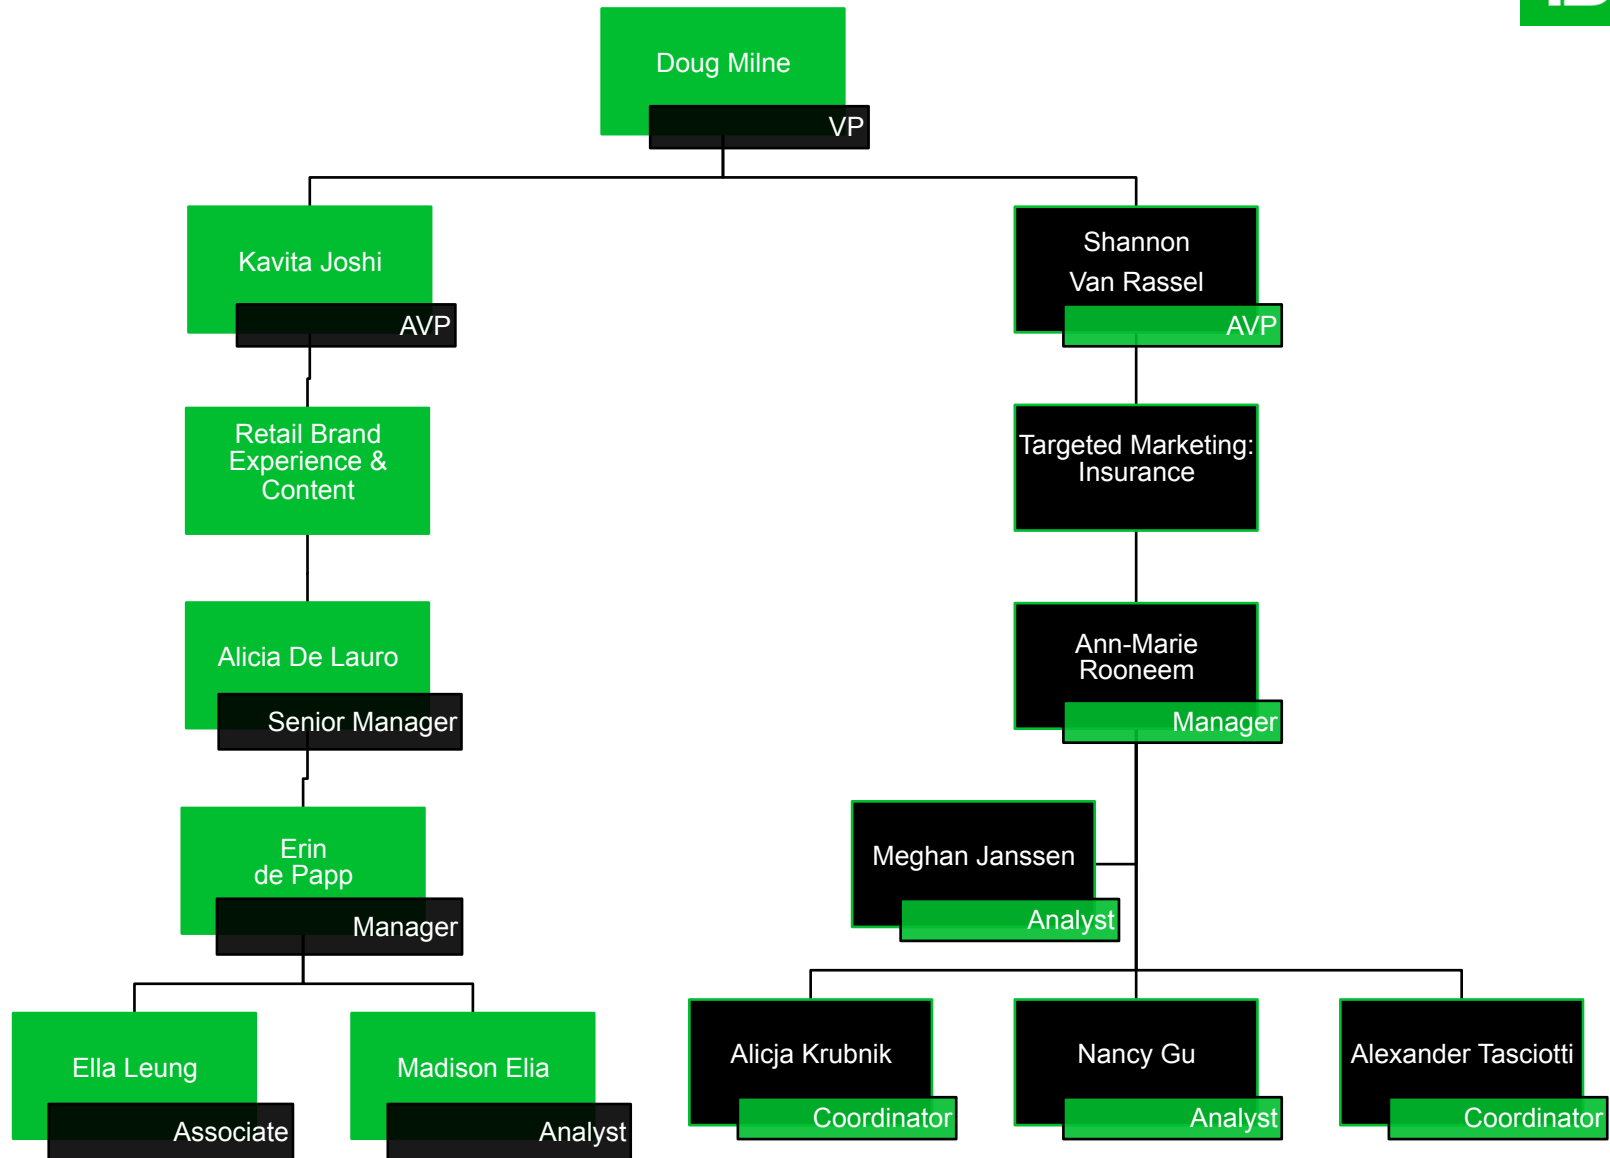 Doug Milne
VP
Kavita Joshi
AVP
Shannon
Van Rassel
AVP
Retail Brand
Experience &
Content
Targeted Marketing:
Insurance
Alicia De Lauro
Senior Manager
Ann-Marie
Rooneem
Manager
Erin
de Papp
Manager
Meghan Janssen
Analyst
Ella Leung
Associate
Madison Elia
Analyst
Alicja Krubnik
Coordinator
Nancy Gu
Analyst
Alexander Tasciotti
Coordinator